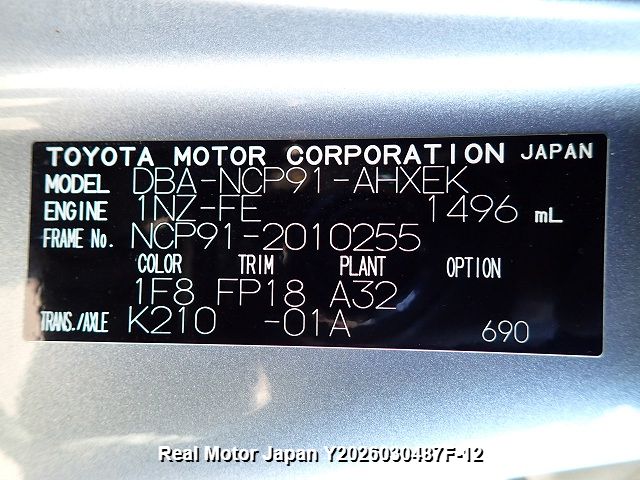 TOYOTA MOTOR CORPORATION JAPAN
MODEL DBA-NCP91-AHXEK
ENGINE 1NZ-FE 1496 mL
FRAME No. NCP91-2010255
COLOR TRIM PLANT OPTION
1F8 FP18 A32
TRANS./AXLE K210 -01A 690
Real Motor Japan Y2026030487F-12